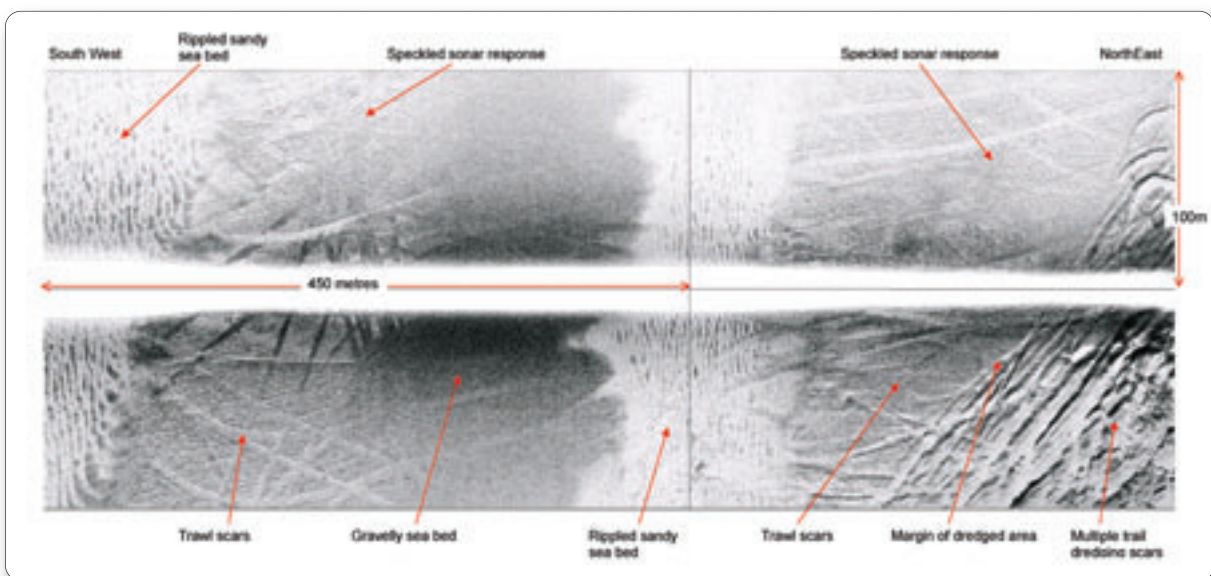 South West
Rippled sandy
sea bed
Speckled sonar response
Speckled sonar response
NorthEast
100m
450 metres
Trawl scars
Gravelly sea bed
Rippled sandy
sea bed
Trawl scars
Margin of dredged area
Multiple trail
dredging scars